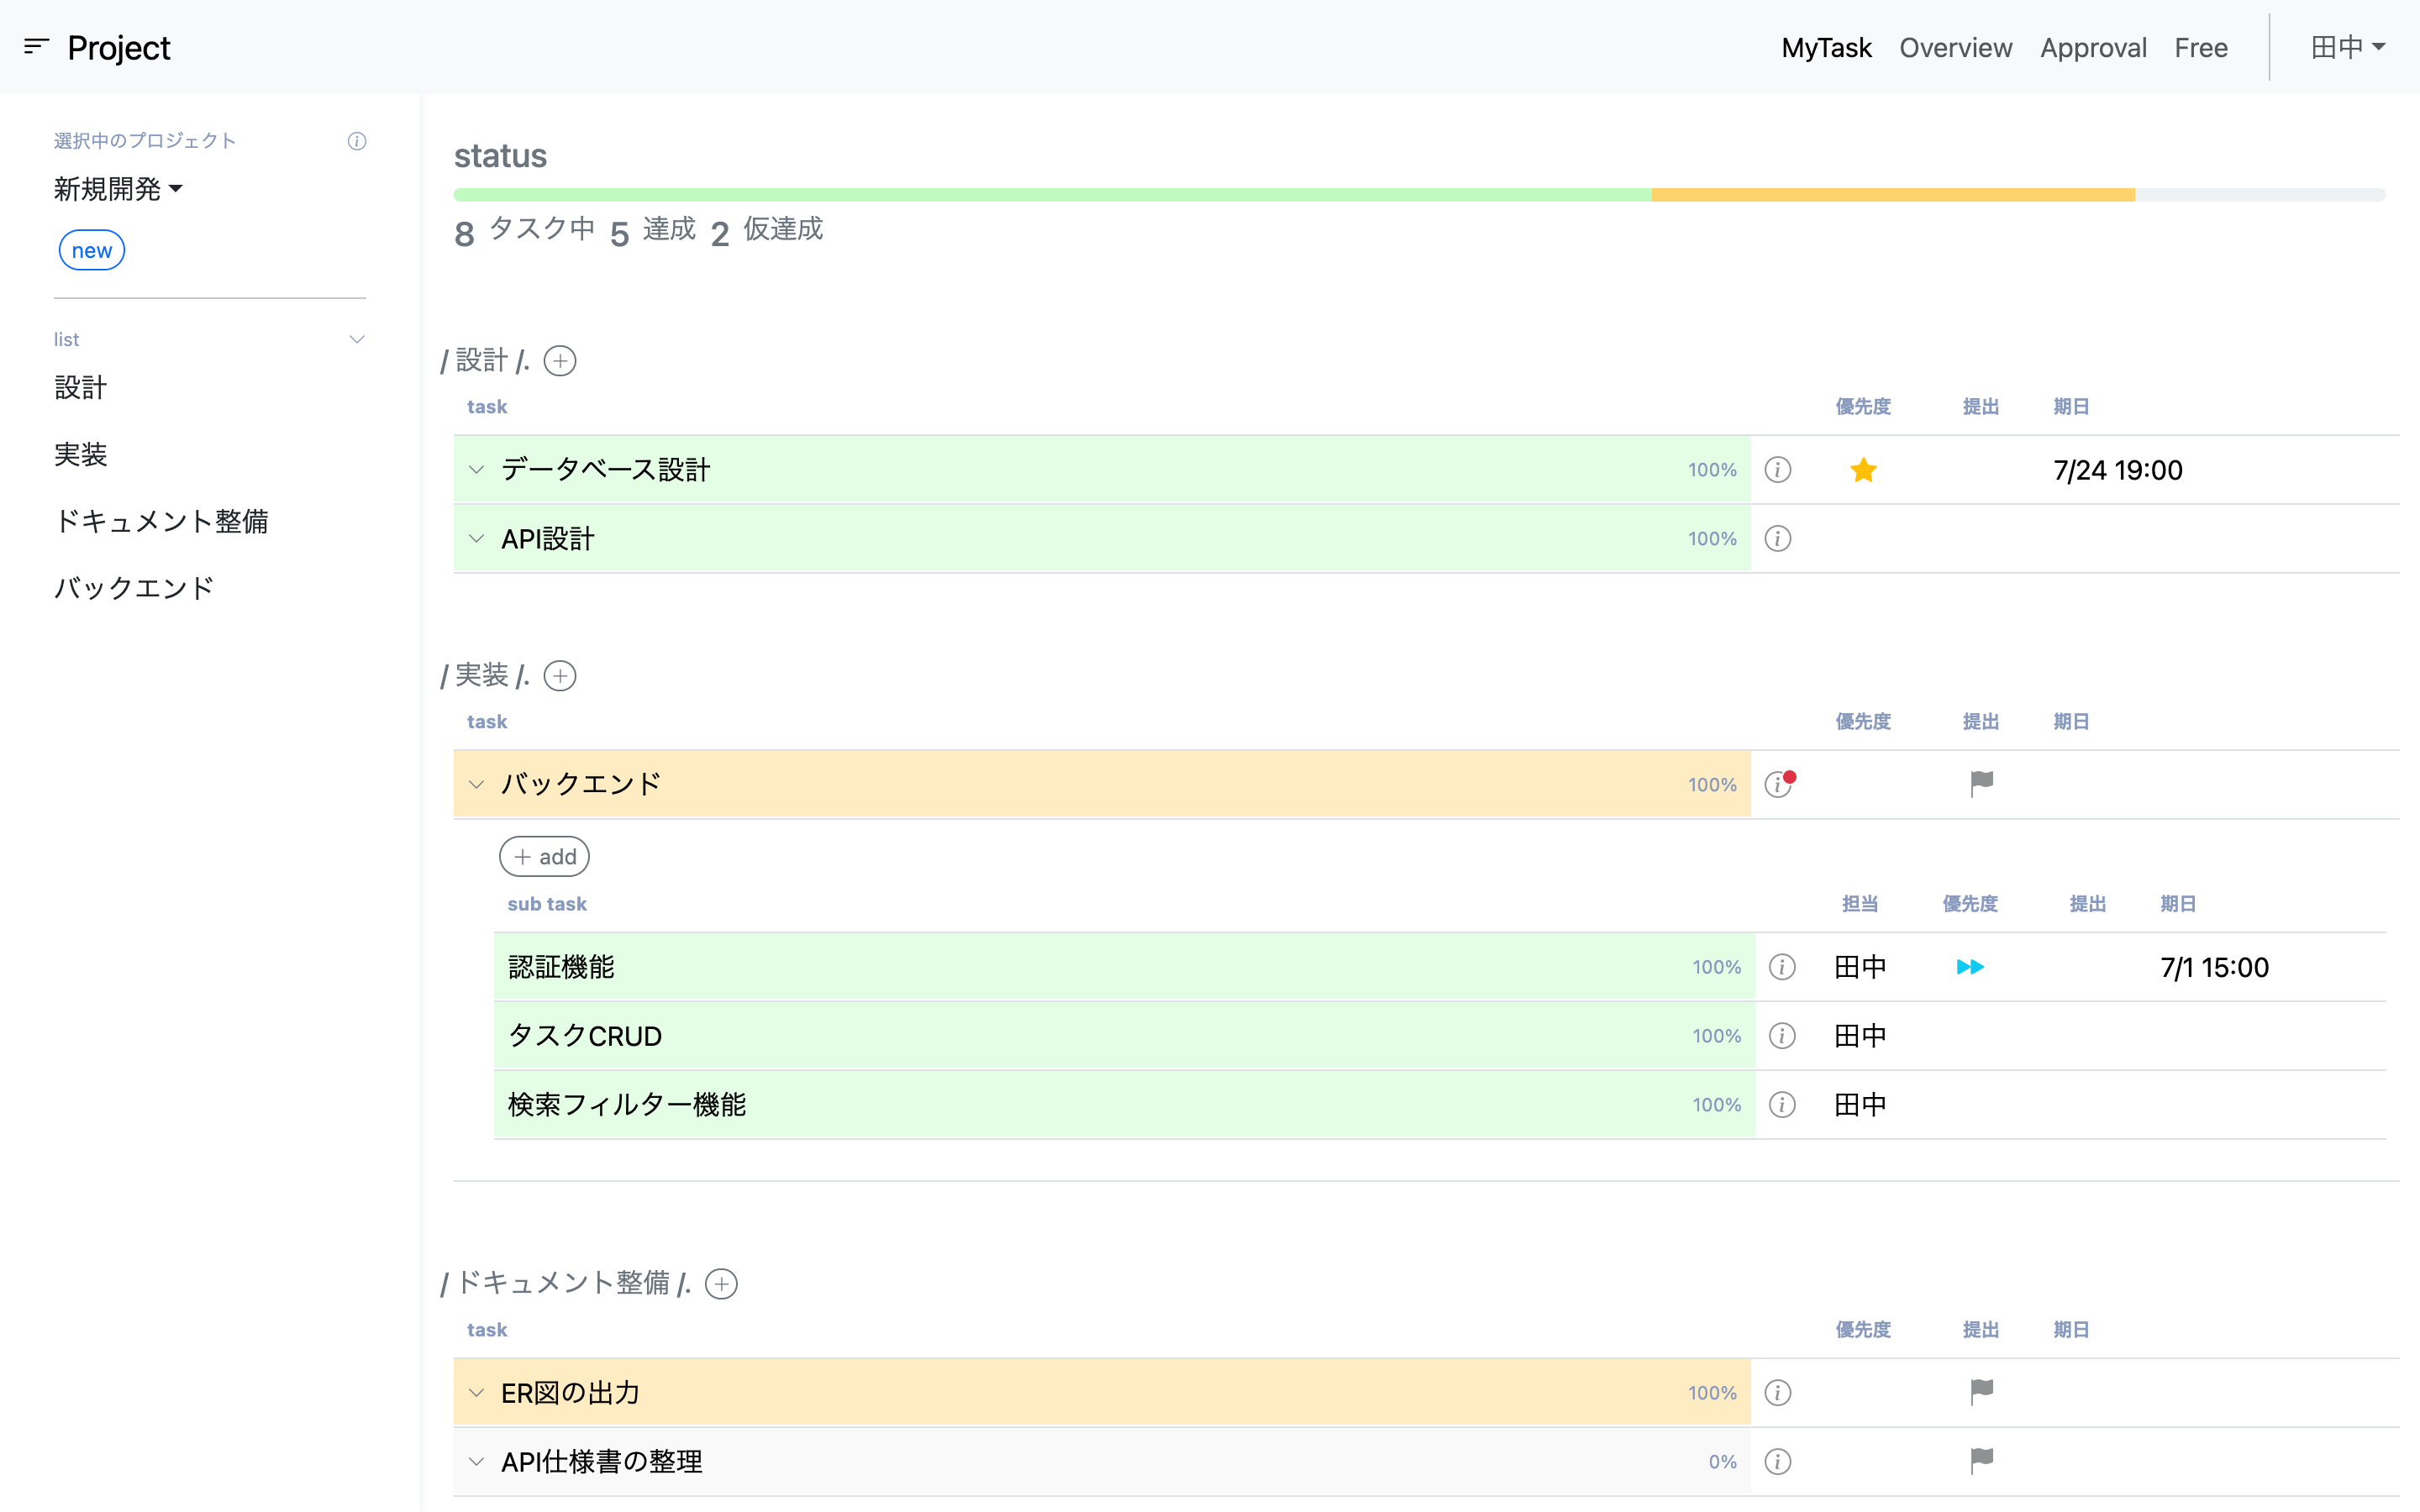 Project
MyTask Overview Approval Free 田中
選択中のプロジェクト
新規開発
new
list
設計
実装
ドキュメント整備
バックエンド
status
8 タスク中 5 達成 2 仮達成
/ 設計 /.
task 優先度 提出 期日
データベース設計 100% 7/24 19:00
API設計 100%
/ 実装 /.
task 優先度 提出 期日
バックエンド 100%
+ add
sub task 担当 優先度 提出 期日
認証機能 100% 田中 7/1 15:00
タスクCRUD 100% 田中
検索フィルター機能 100% 田中
/ ドキュメント整備 /.
task 優先度 提出 期日
ER図の出力 100%
API仕様書の整理 0%